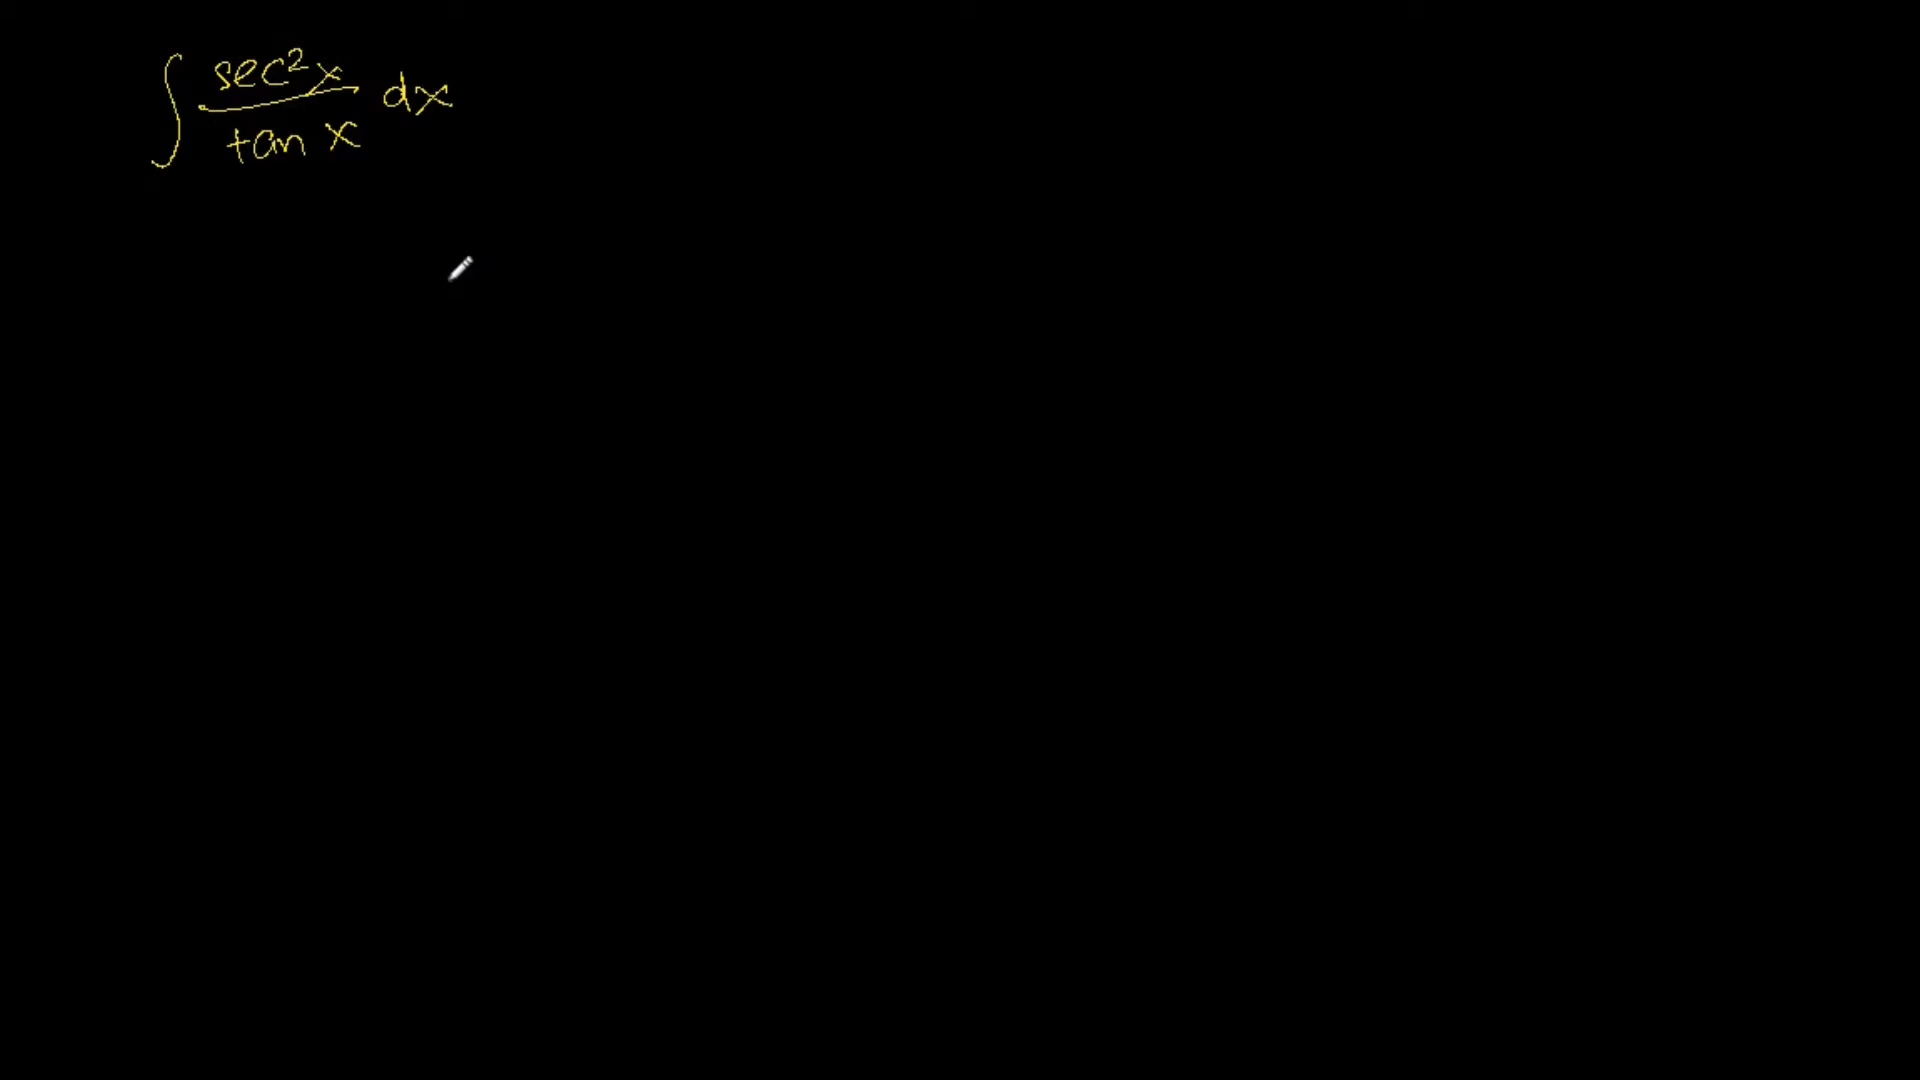 ∫ sec²x / tan x dx